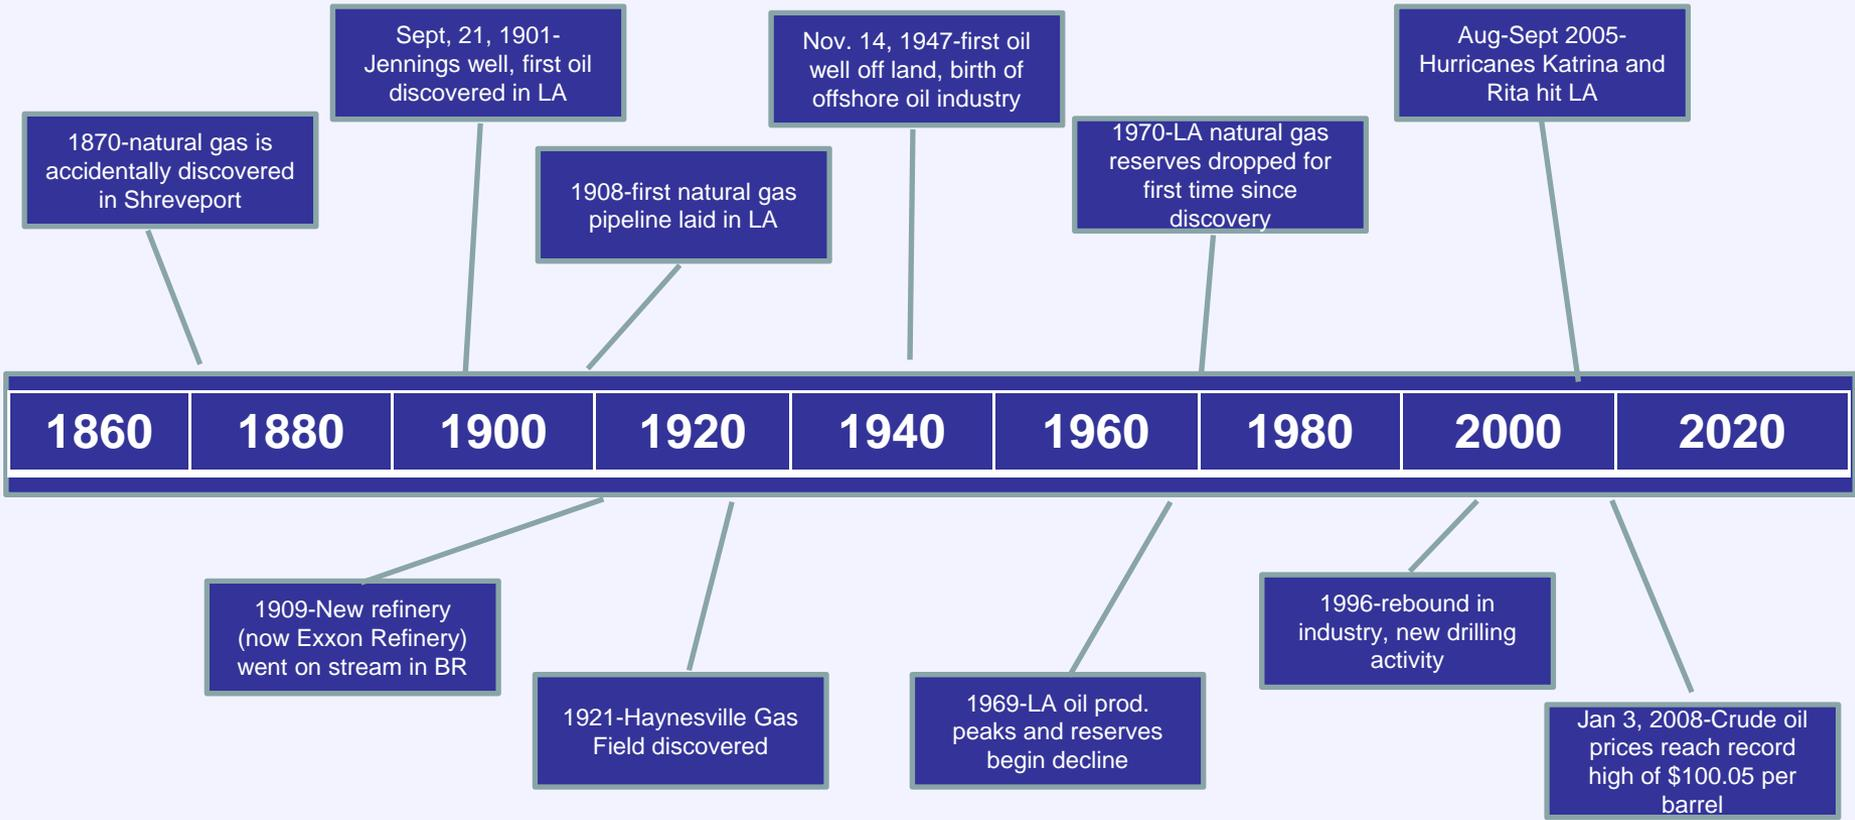 Sept, 21, 1901-
Jennings well, first oil
discovered in LA
Nov. 14, 1947-first oil
well off land, birth of
offshore oil industry
Aug-Sept 2005-
Hurricanes Katrina and
Rita hit LA
1870-natural gas is
accidentally discovered
in Shreveport
1908-first natural gas
pipeline laid in LA
1970-LA natural gas
reserves dropped for
first time since
discovery
1860 1880 1900 1920 1940 1960 1980 2000 2020
1909-New refinery
(now Exxon Refinery)
went on stream in BR
1921-Haynesville Gas
Field discovered
1969-LA oil prod.
peaks and reserves
begin decline
1996-rebound in
industry, new drilling
activity
Jan 3, 2008-Crude oil
prices reach record
high of $100.05 per
barrel